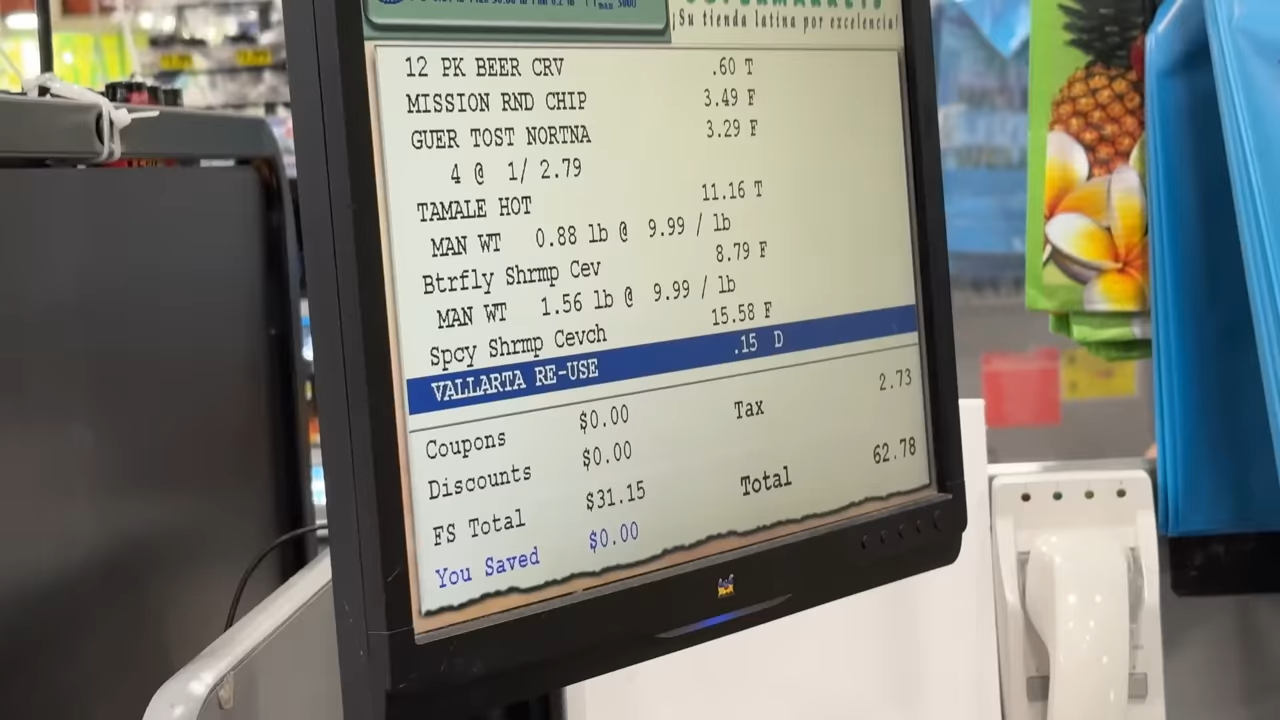 ¡Su tienda latina por excelencia!
12 PK BEER CRV .60 T
MISSION RND CHIP 3.49 F
GUER TOST NORTNA 3.29 F
4 @ 1/ 2.79
TAMALE HOT 11.16 T
MAN WT 0.88 lb @ 9.99 / lb
Btrfly Shrmp Cev 8.79 F
MAN WT 1.56 lb @ 9.99 / lb
Spcy Shrmp Cevch 15.58 F
VALLARTA RE-USE .15 D
Coupons $0.00 Tax 2.73
Discounts $0.00
FS Total $31.15 Total 62.78
You Saved $0.00